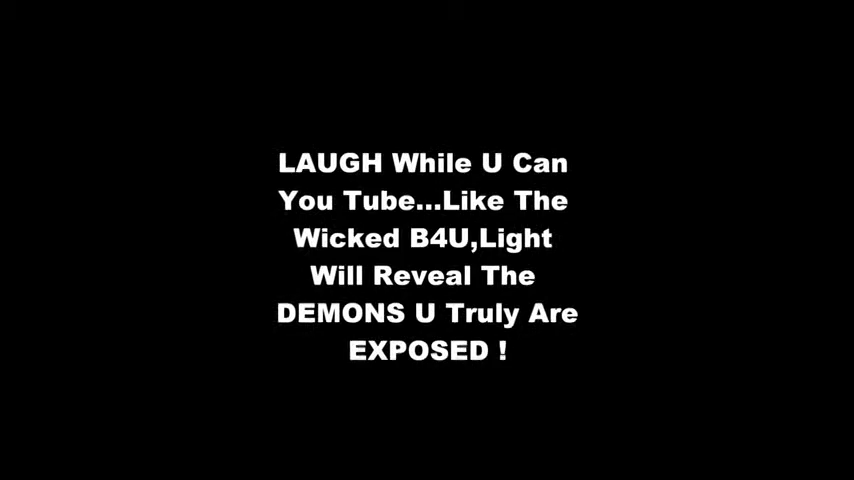 LAUGH While U Can
You Tube...Like The
Wicked B4U,Light
Will Reveal The
DEMONS U Truly Are
EXPOSED !